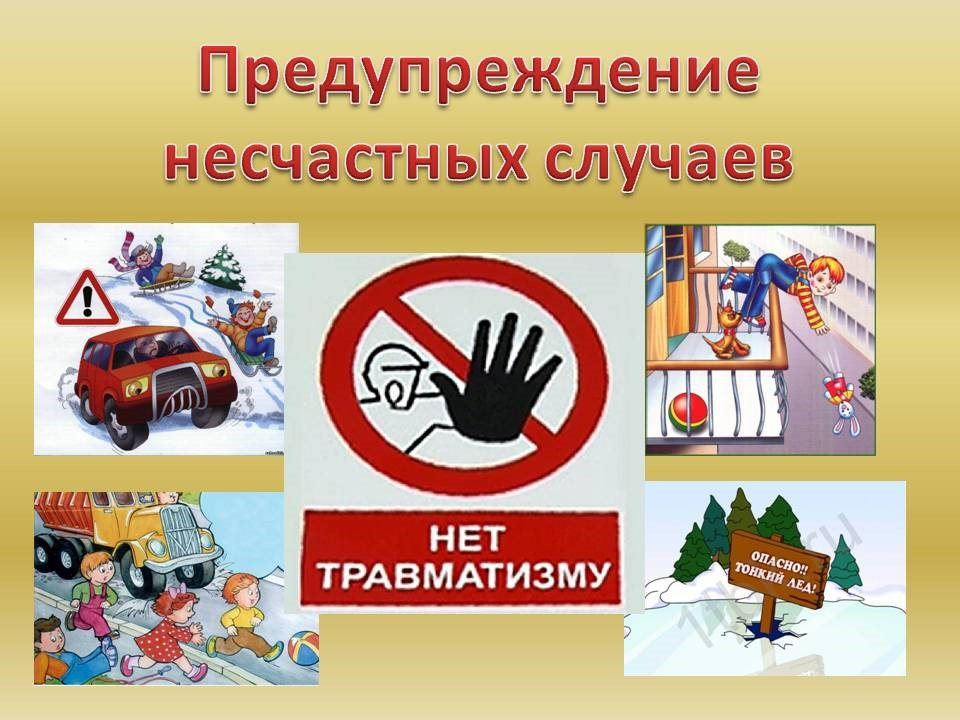 Предупреждение
несчастных случаев
НЕТ
ТРАВМАТИЗМУ
ОПАСНО!!
ТОНКИЙ ЛЕД!